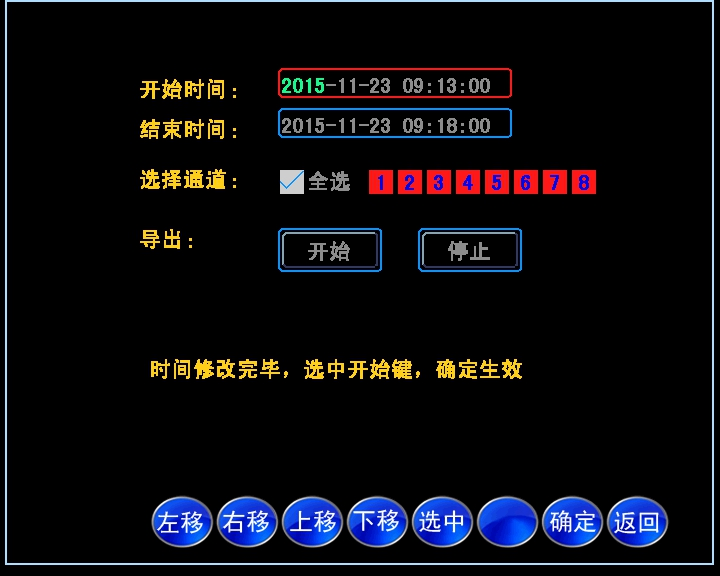 开始时间： 2015-11-23 09:13:00
结束时间： 2015-11-23 09:18:00
选择通道： 全选 1 2 3 4 5 6 7 8
导出： 开始 停止
时间修改完毕，选中开始键，确定生效
左移 右移 上移 下移 选中 确定 返回